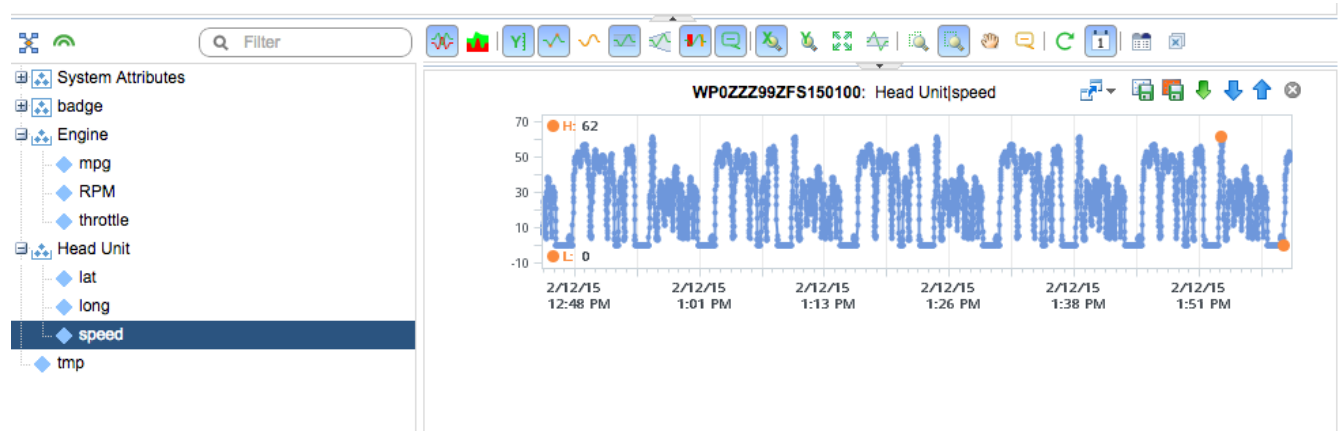 Filter
System Attributes
badge
Engine
mpg
RPM
throttle
Head Unit
lat
long
speed
tmp
Y
1
X
Y
WP0ZZZ99ZFS150100: Head Unit|speed
70
50
30
10
-10
H: 62
L: 0
2/12/15 2/12/15 2/12/15 2/12/15 2/12/15 2/12/15
12:48 PM 1:01 PM 1:13 PM 1:26 PM 1:38 PM 1:51 PM